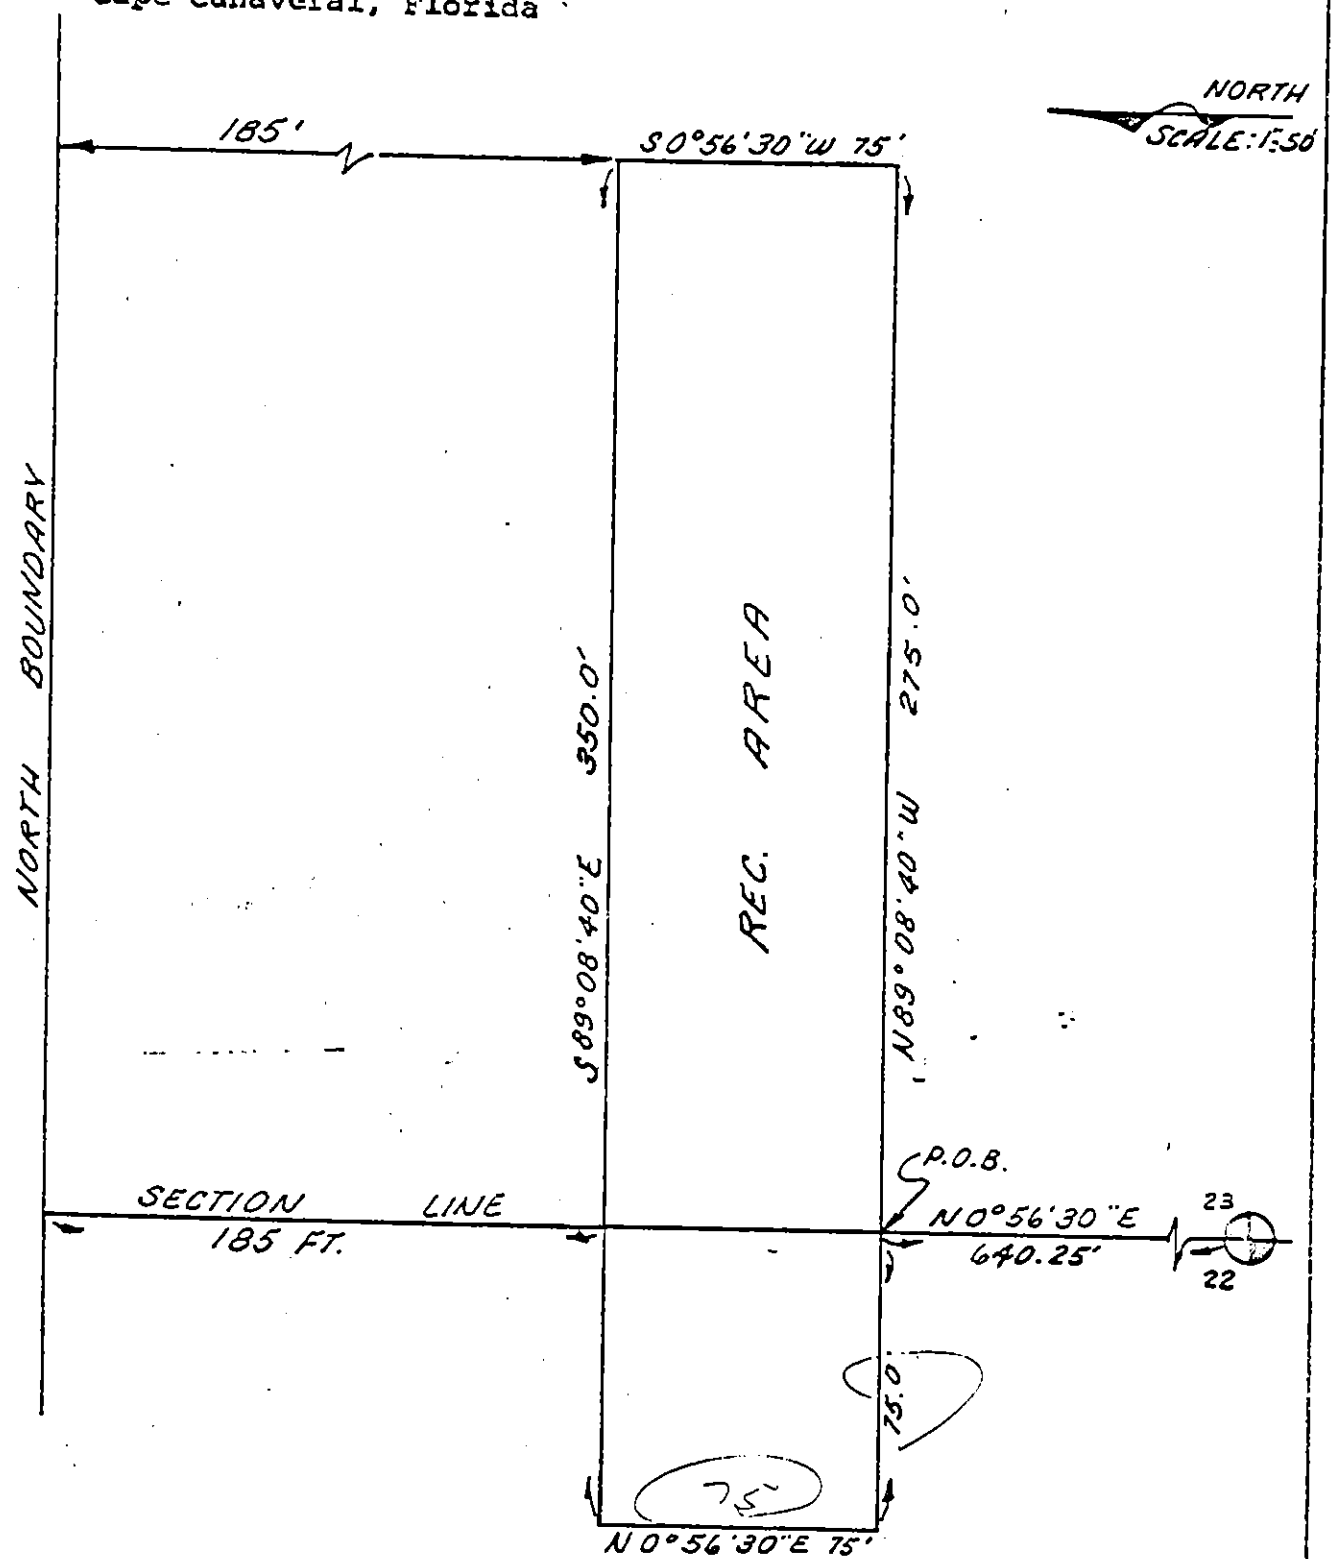 Cape Canaveral, Florida
NORTH
SCALE: 1"=50'
185'
S 0°56'30"W 75'
NORTH BOUNDARY
S 89°08'40"E 350.0'
REC. AREA
N 89°08'40"W 275.0'
P.O.B.
SECTION LINE
185 FT.
N 0°56'30"E
640.25'
23
22
75.0
75'
N 0°56'30"E 75'